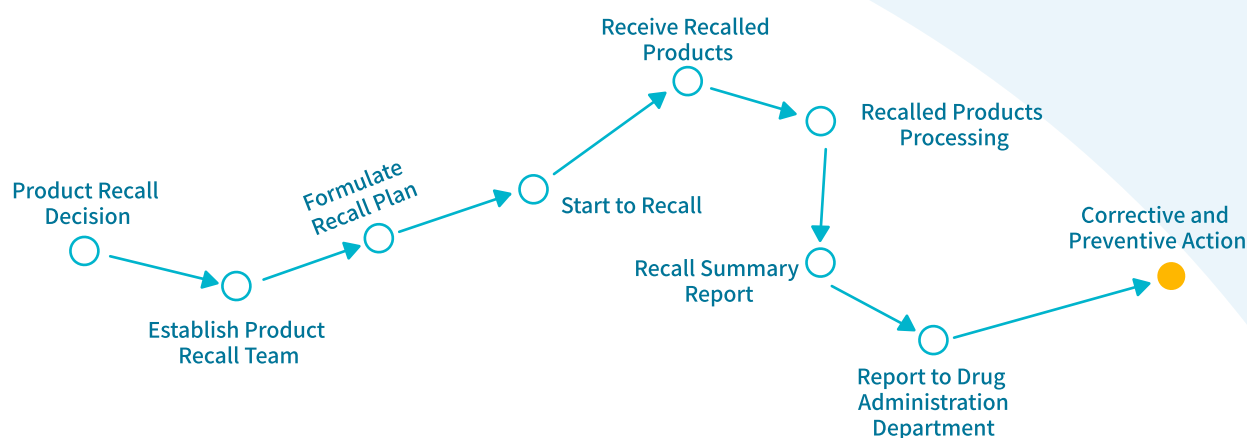 Product Recall
Decision
Establish Product
Recall Team
Formulate
Recall Plan
Start to Recall
Receive Recalled
Products
Recalled Products
Processing
Recall Summary
Report
Report to Drug
Administration
Department
Corrective and
Preventive Action